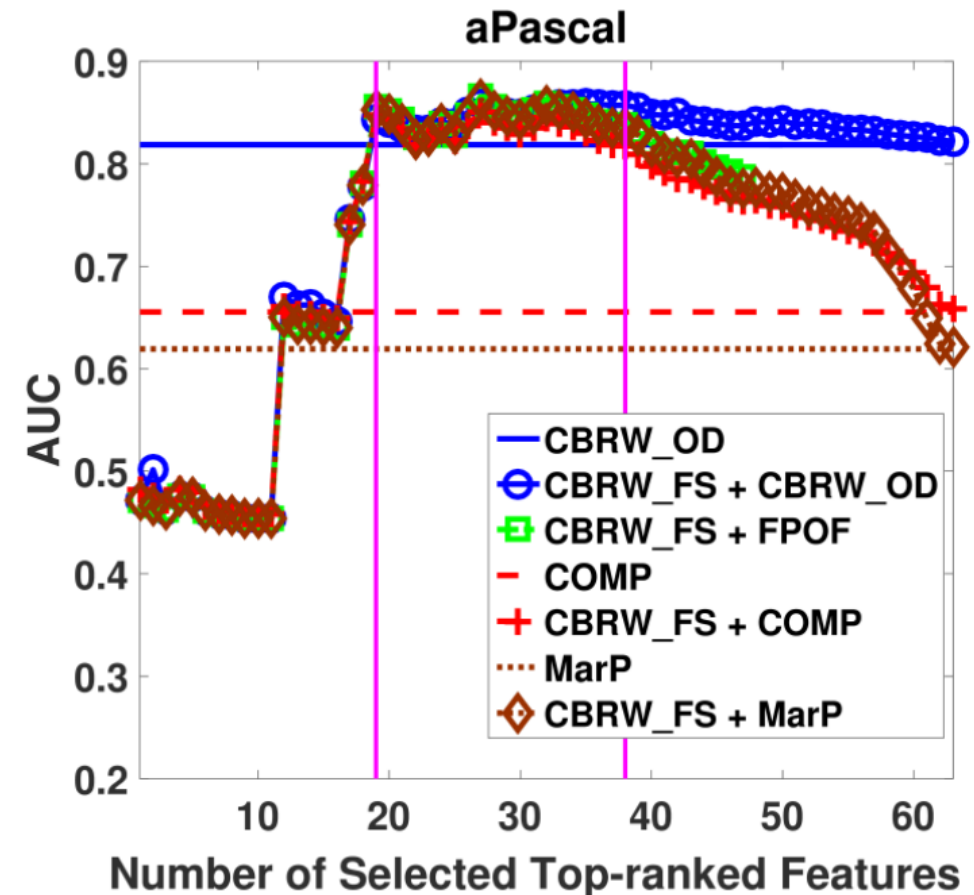 aPascal
0.9
0.8
0.7
0.6
0.5
0.4
0.3
0.2
AUC
CBRW_OD
CBRW_FS + CBRW_OD
CBRW_FS + FPOF
COMP
CBRW_FS + COMP
MarP
CBRW_FS + MarP
10 20 30 40 50 60
Number of Selected Top-ranked Features